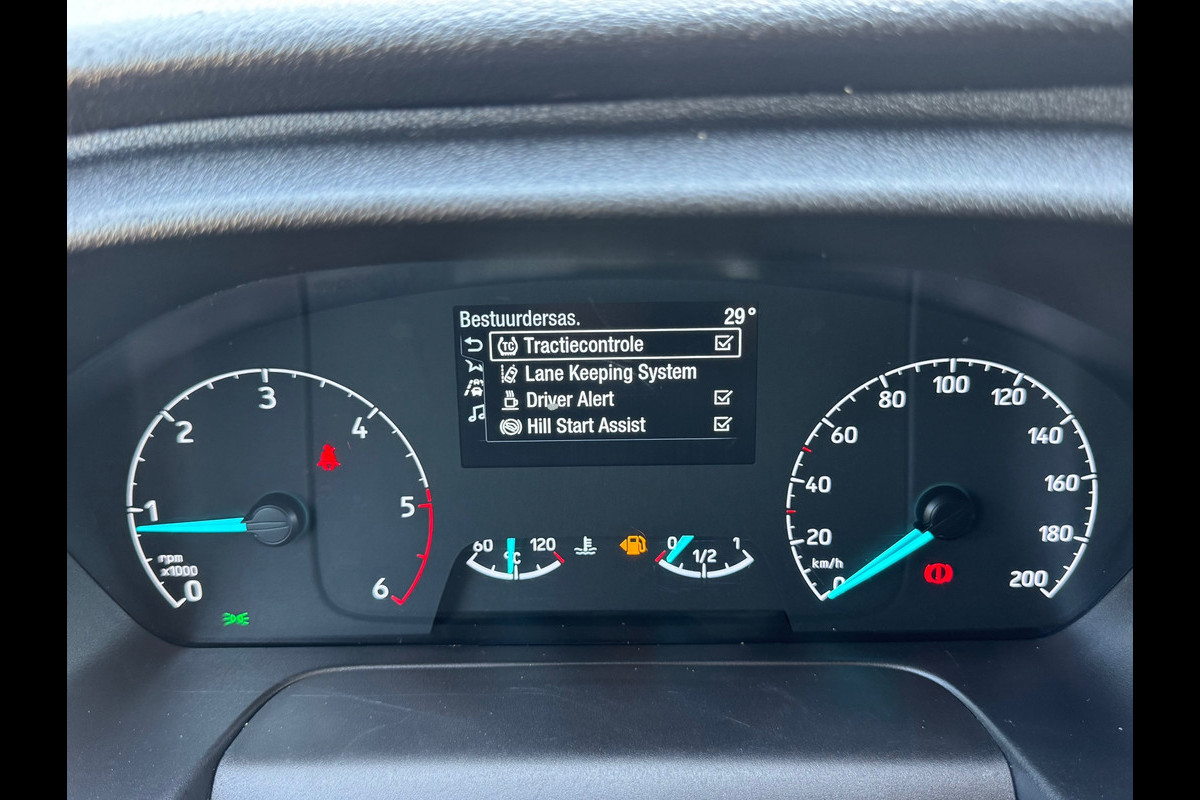 Bestuurdersas. 29°
TC Tractiecontrole
Lane Keeping System
Driver Alert
Hill Start Assist
0 1 2 3 4 5 6
rpm
x1000
60 120
°C
0 1/2 1
0 20 40 60 80 100 120 140 160 180 200
km/h